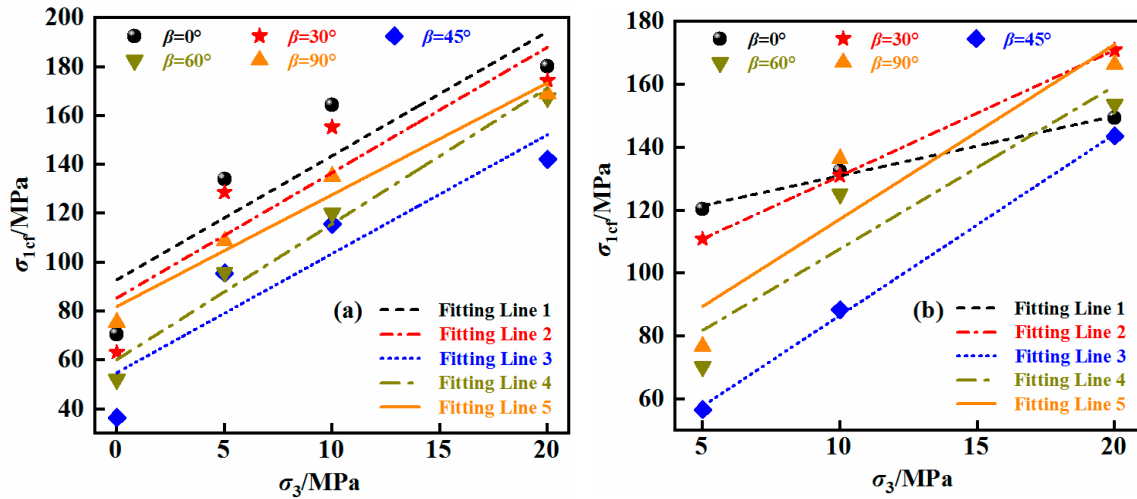 200
180
160
140
120
100
80
60
40
σ1cf/MPa
β=0° β=30° β=45°
β=60° β=90°
(a)
Fitting Line 1
Fitting Line 2
Fitting Line 3
Fitting Line 4
Fitting Line 5
0 5 10 15 20
σ3/MPa
180
160
140
120
100
80
60
σ1cf/MPa
β=0° β=30° β=45°
β=60° β=90°
(b)
Fitting Line 1
Fitting Line 2
Fitting Line 3
Fitting Line 4
Fitting Line 5
5 10 15 20
σ3/MPa